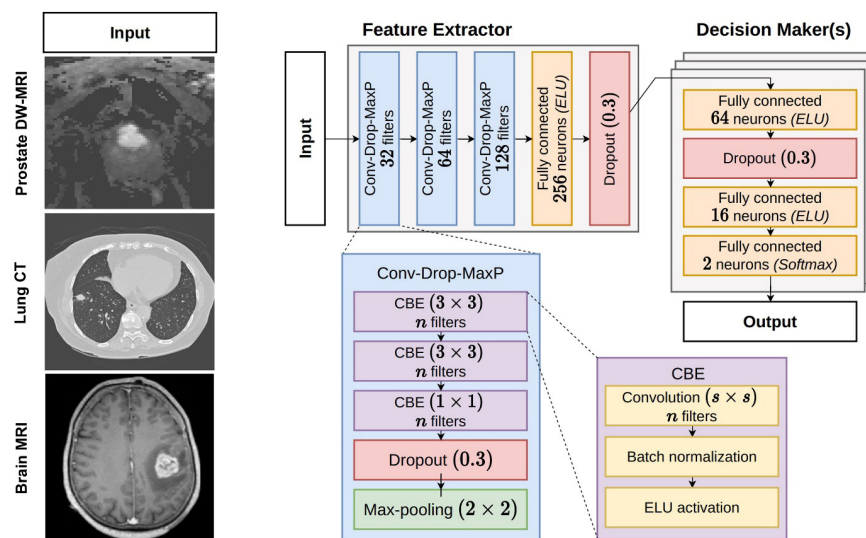 Input
Prostate DW-MRI
Lung CT
Brain MRI
Feature Extractor
Input
Conv-Drop-MaxP
32 filters
Conv-Drop-MaxP
64 filters
Conv-Drop-MaxP
128 filters
Fully connected
256 neurons (ELU)
Dropout (0.3)
Decision Maker(s)
Fully connected
64 neurons (ELU)
Dropout (0.3)
Fully connected
16 neurons (ELU)
Fully connected
2 neurons (Softmax)
Output
Conv-Drop-MaxP
CBE (3 × 3)
n filters
CBE (3 × 3)
n filters
CBE (1 × 1)
n filters
Dropout (0.3)
Max-pooling (2 × 2)
CBE
Convolution (s × s)
n filters
Batch normalization
ELU activation